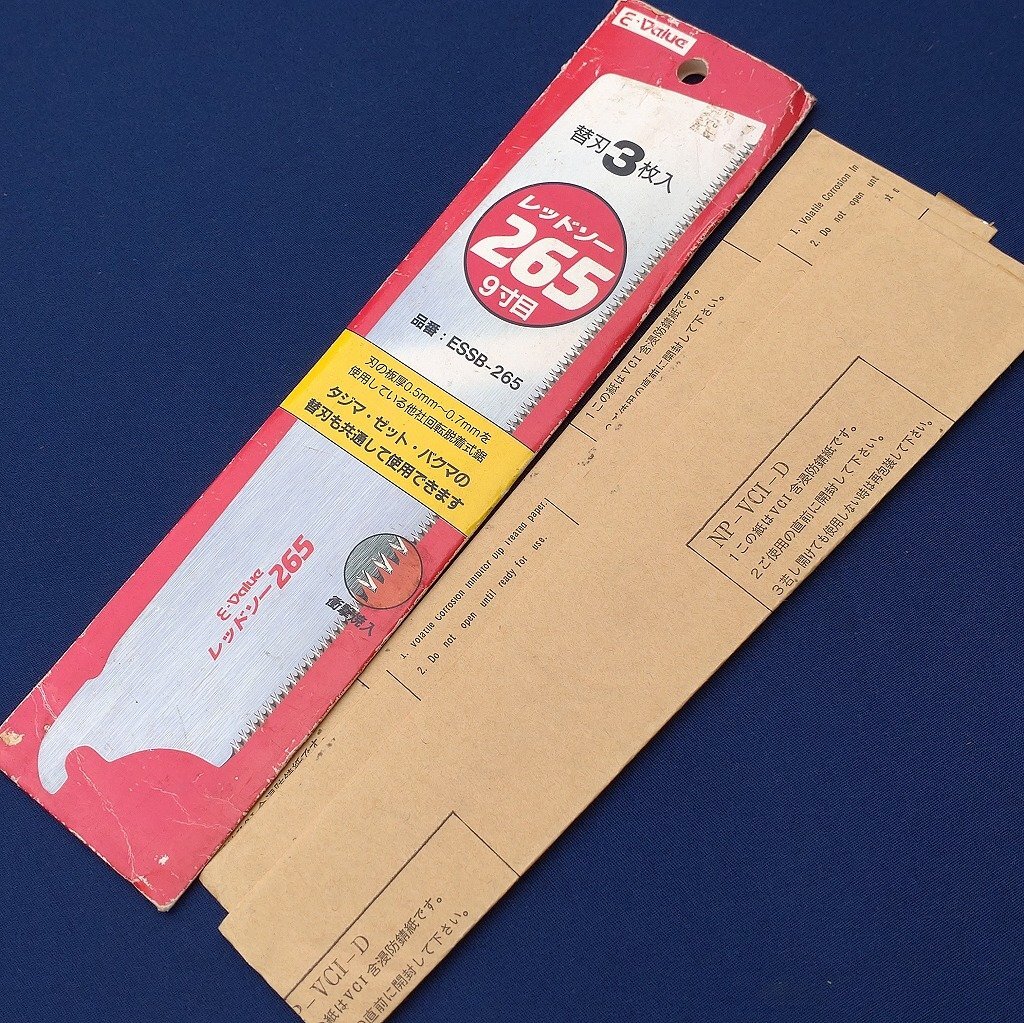 E-Value
替刃3枚入
レッドソー
265
9寸目
品番：ESSB-265
刃の板厚0.5mm～0.7mmを
使用している他社回転脱着式鋸
タジマ・ゼット・バクマの
替刃も共通して使用できます
E-Value
レッドソー265
衝撃焼入
1. Volatile Corrosion In
2. Do not open unt
1この紙はVCI含浸防錆紙です。
の直前に開封して下さい。
NP-VCI-D
1この紙はVCI含浸防錆紙です。
2ご使用の直前に開封して下さい。
3若し開けても使用しない時は再包装して下さい。
1. Volatile Corrosion Inhibitor Dip Treated paper.
2. Do not open until ready for use.
P-VCI-D
紙はVCI含浸防錆紙です。
の直前に開封して下さい。